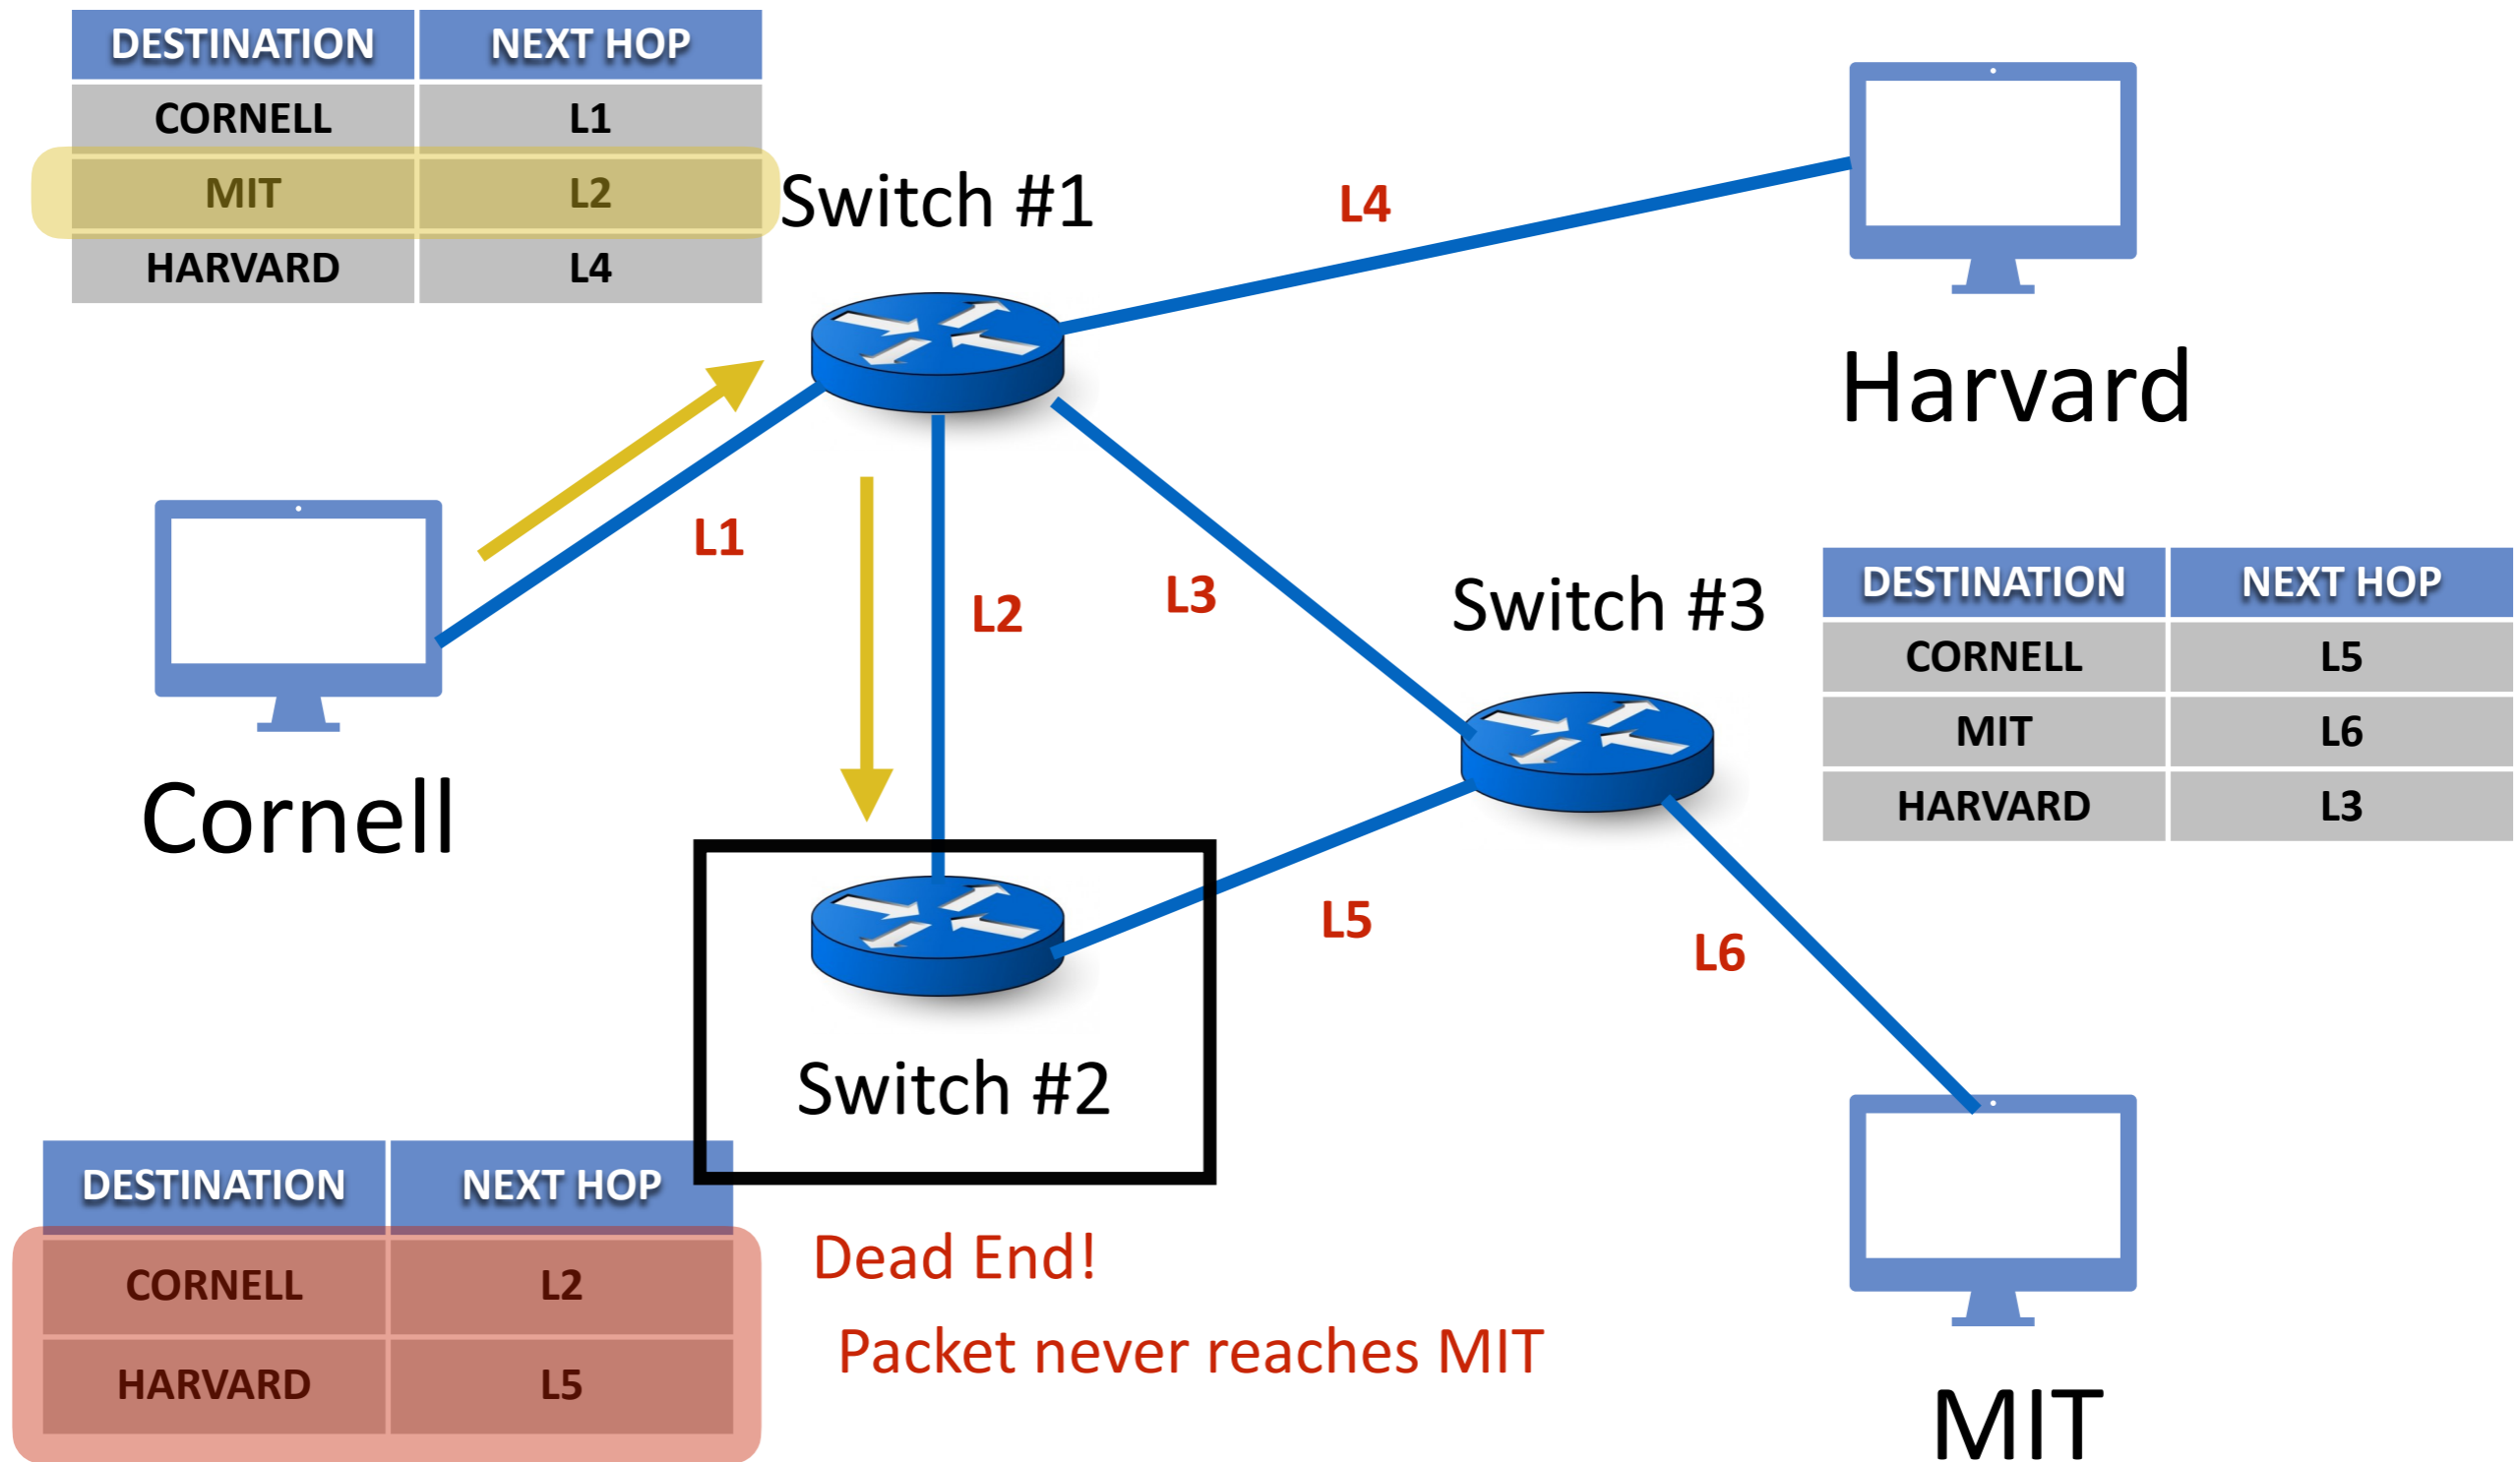 DESTINATION NEXT HOP
CORNELL L1
MIT L2
HARVARD L4
Switch #1
L4
Harvard
L1
L2
L3
Switch #3
DESTINATION NEXT HOP
CORNELL L5
MIT L6
HARVARD L3
Cornell
L5
L6
Switch #2
DESTINATION NEXT HOP
CORNELL L2
HARVARD L5
Dead End!
Packet never reaches MIT
MIT